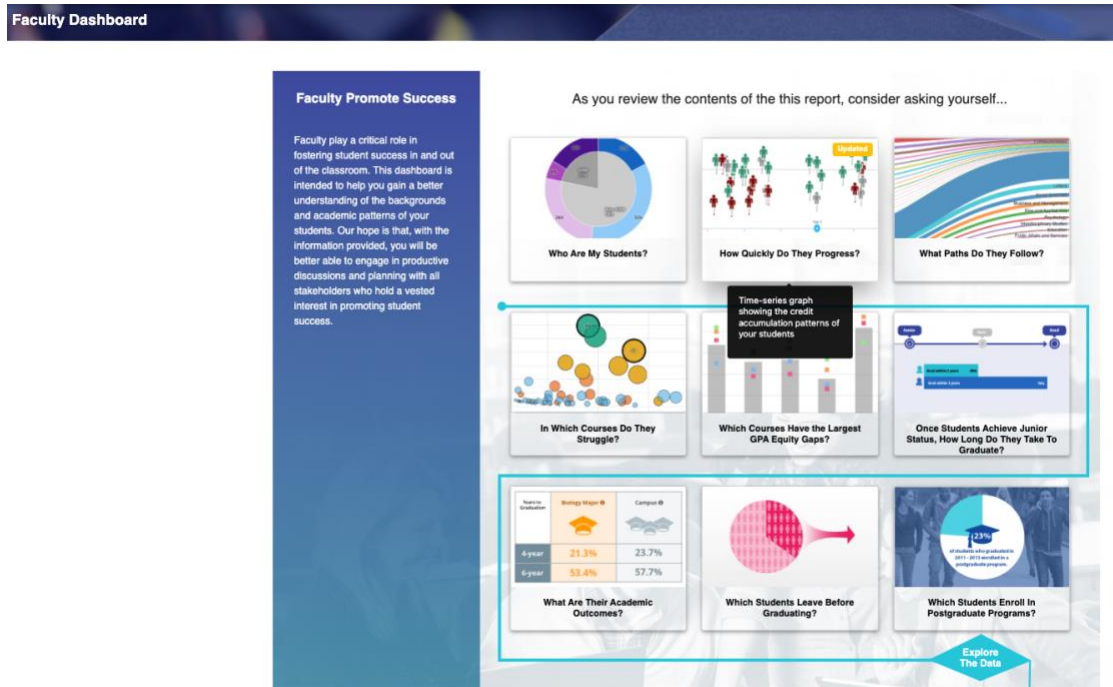 Faculty Dashboard
Faculty Promote Success
Faculty play a critical role in
fostering student success in and out
of the classroom. This dashboard is
intended to help you gain a better
understanding of the backgrounds
and academic patterns of your
students. Our hope is that, with the
information provided, you will be
better able to engage in productive
discussions and planning with all
stakeholders who hold a vested
interest in promoting student
success.
As you review the contents of the this report, consider asking yourself...
Who Are My Students?
Updated
How Quickly Do They Progress?
What Paths Do They Follow?
Time-series graph
showing the credit
accumulation patterns of
your students
In Which Courses Do They
Struggle?
Which Courses Have the Largest
GPA Equity Gaps?
Once Students Achieve Junior
Status, How Long Do They Take To
Graduate?
Years to
Graduation
Biology Major
Campus
4-year
21.3%
23.7%
6-year
53.4%
57.7%
What Are Their Academic
Outcomes?
Which Students Leave Before
Graduating?
23%
of students who graduated in
2011 - 2013 enrolled in a
postgraduate program.
Which Students Enroll In
Postgraduate Programs?
Explore
The Data